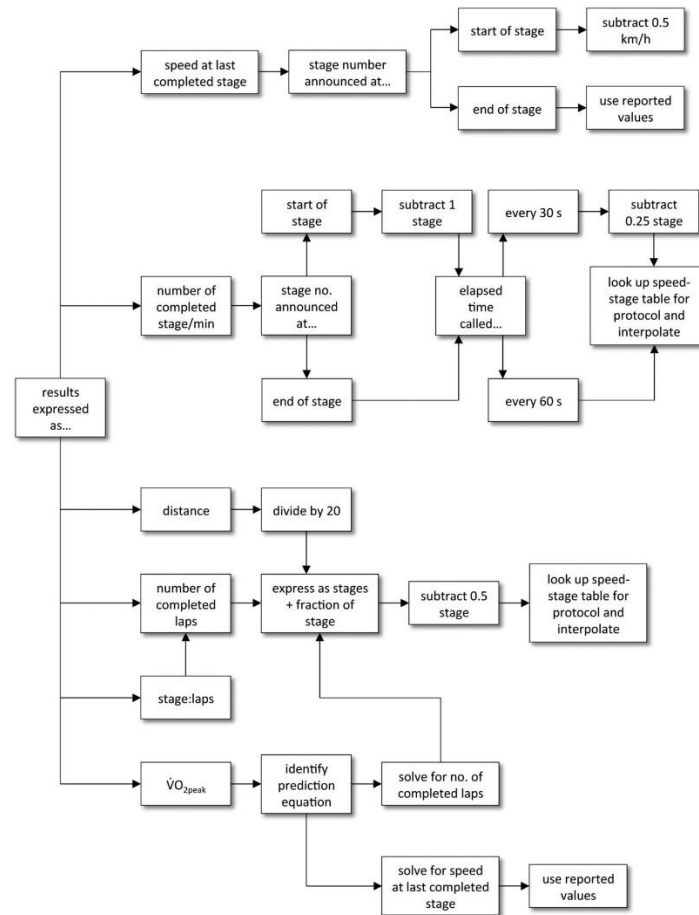 speed at last
completed stage
stage number
announced at…
start of stage
subtract 0.5
km/h
end of stage
use reported
values
start of
stage
subtract 1
stage
every 30 s
subtract
0.25 stage
number of
completed
stage/min
stage no.
announced
at…
elapsed
time
called…
look up speed-
stage table for
protocol and
interpolate
end of stage
every 60 s
results
expressed
as…
distance
divide by 20
number of
completed
laps
express as stages
+ fraction of
stage
subtract 0.5
stage
look up speed-
stage table for
protocol and
interpolate
stage:laps
V̇O₂peak
identify
prediction
equation
solve for no. of
completed laps
solve for speed
at last completed
stage
use reported
values